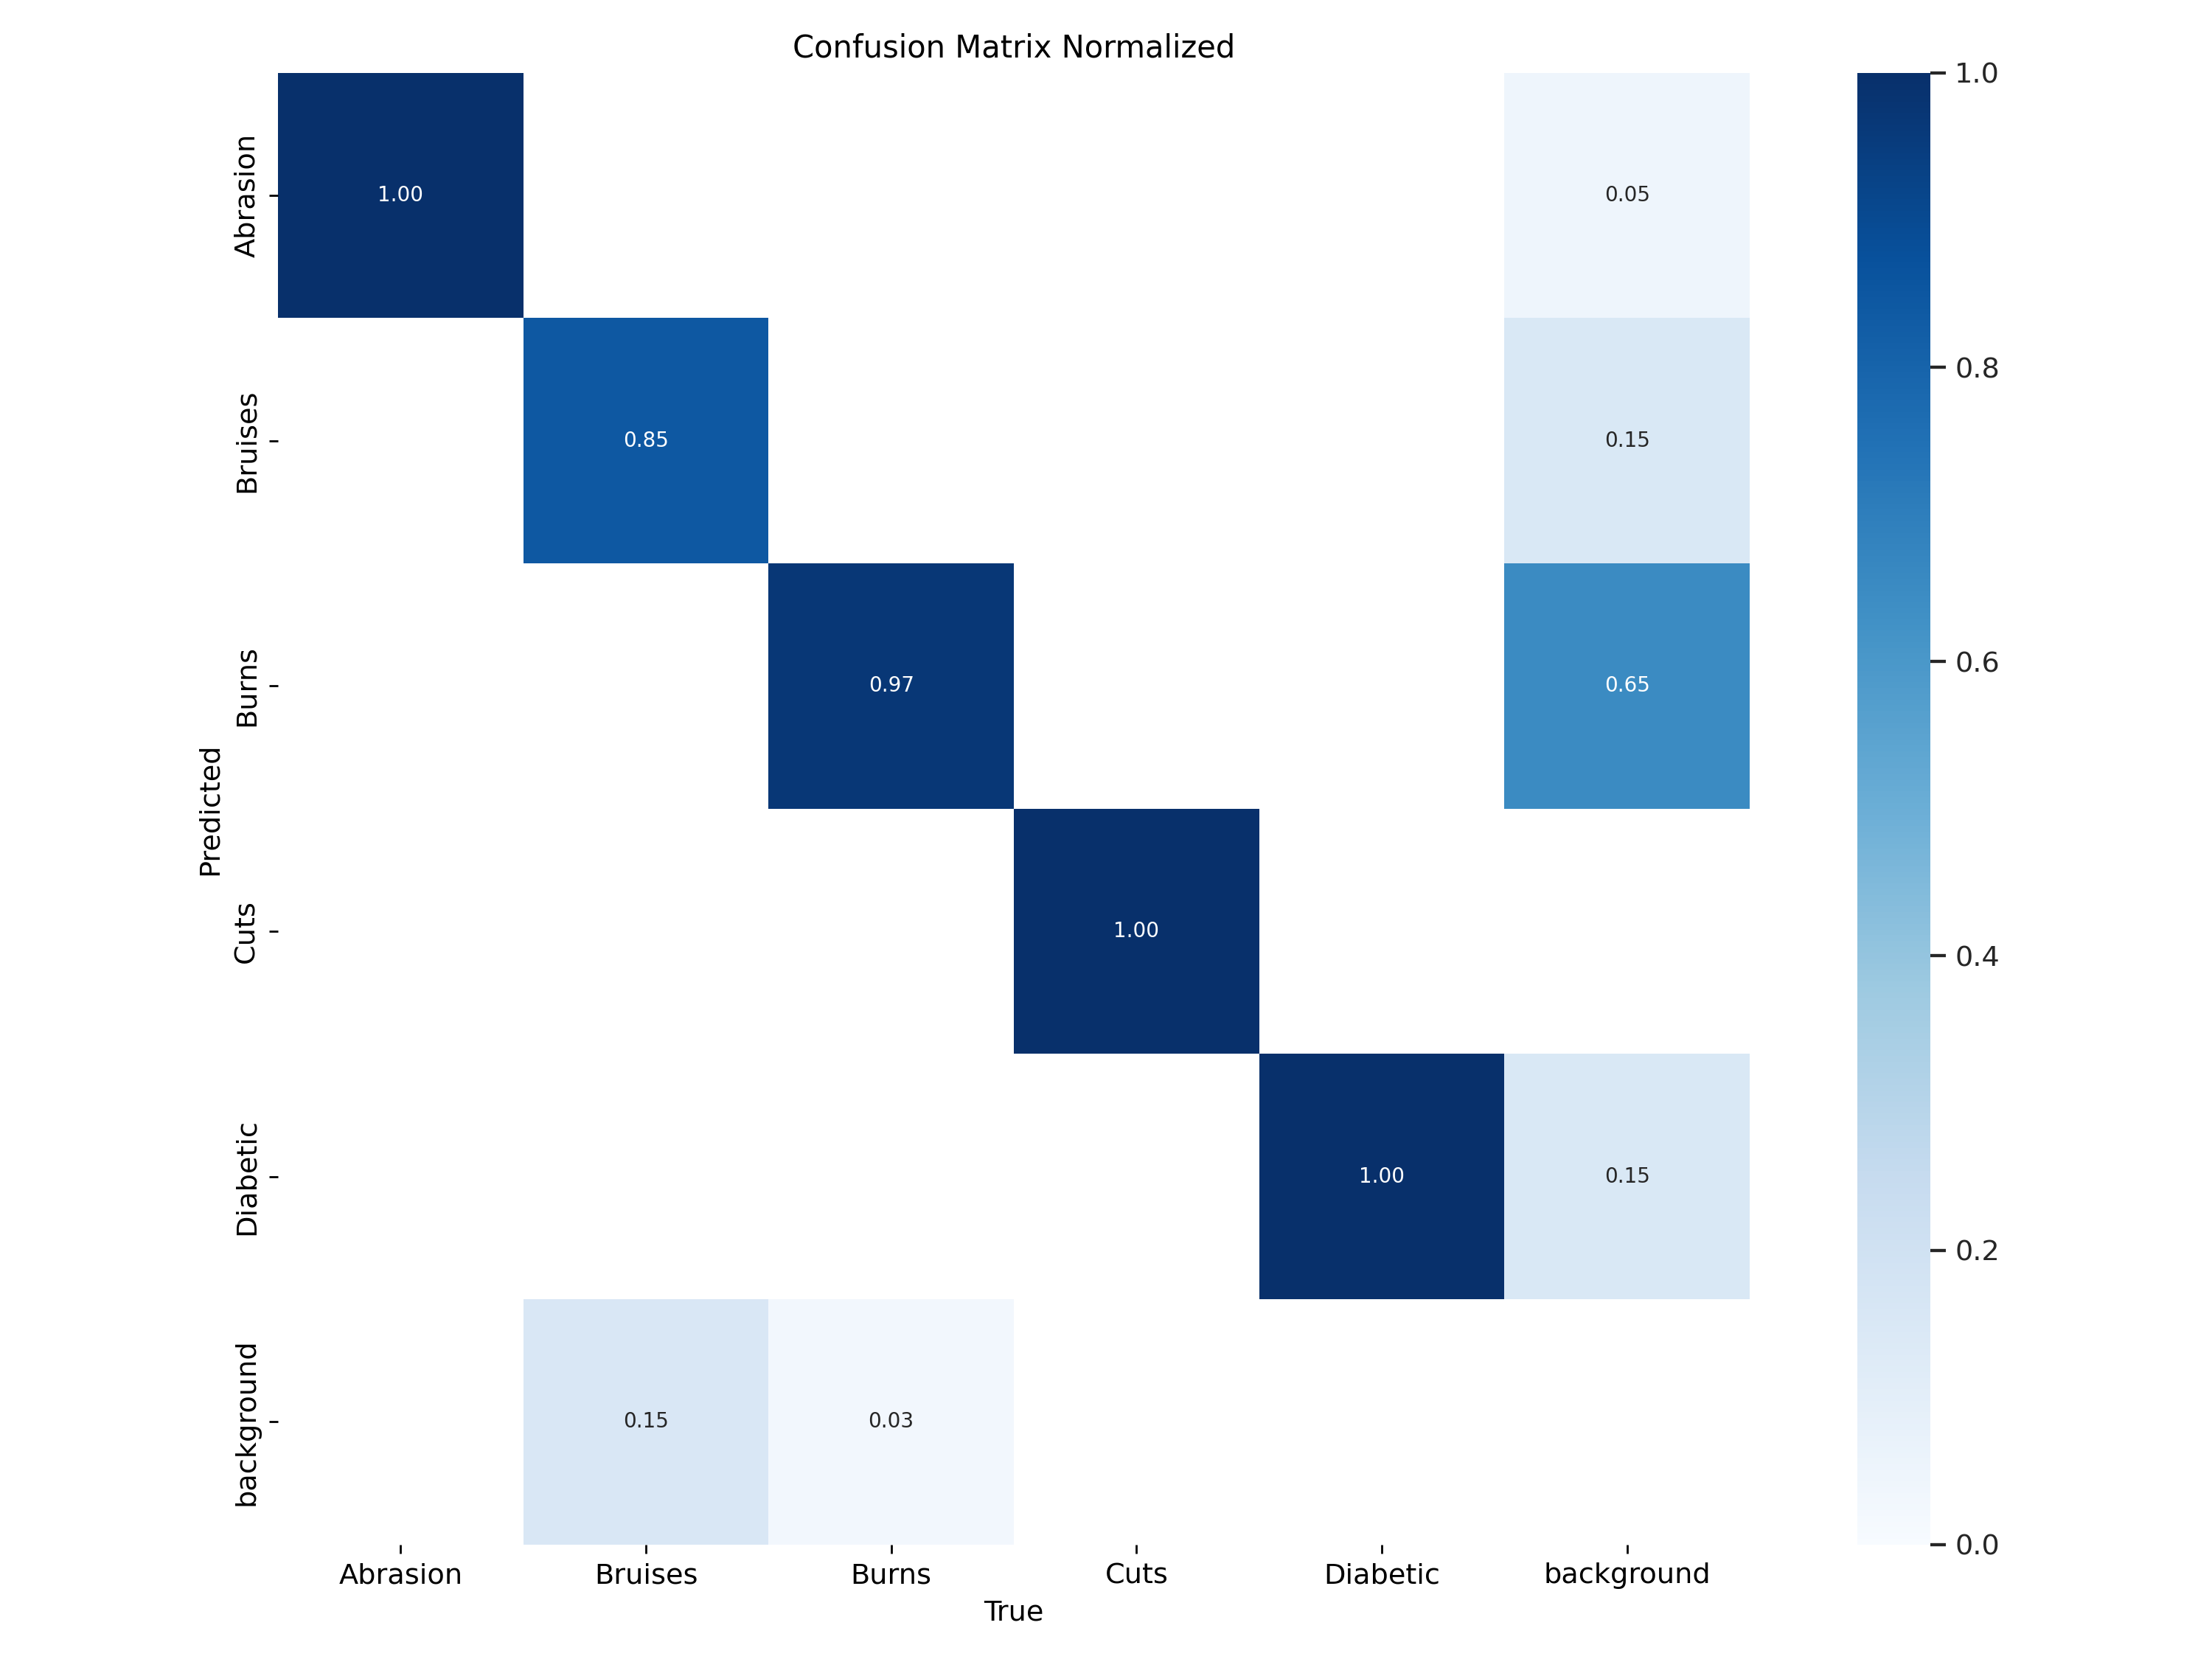 Confusion Matrix Normalized
Abrasion
Bruises
Burns
Cuts
Diabetic
background
Predicted
1.00
0.05
0.85
0.15
0.97
0.65
1.00
1.00
0.15
0.15
0.03
Abrasion
Bruises
Burns
Cuts
Diabetic
background
True
1.0
0.8
0.6
0.4
0.2
0.0